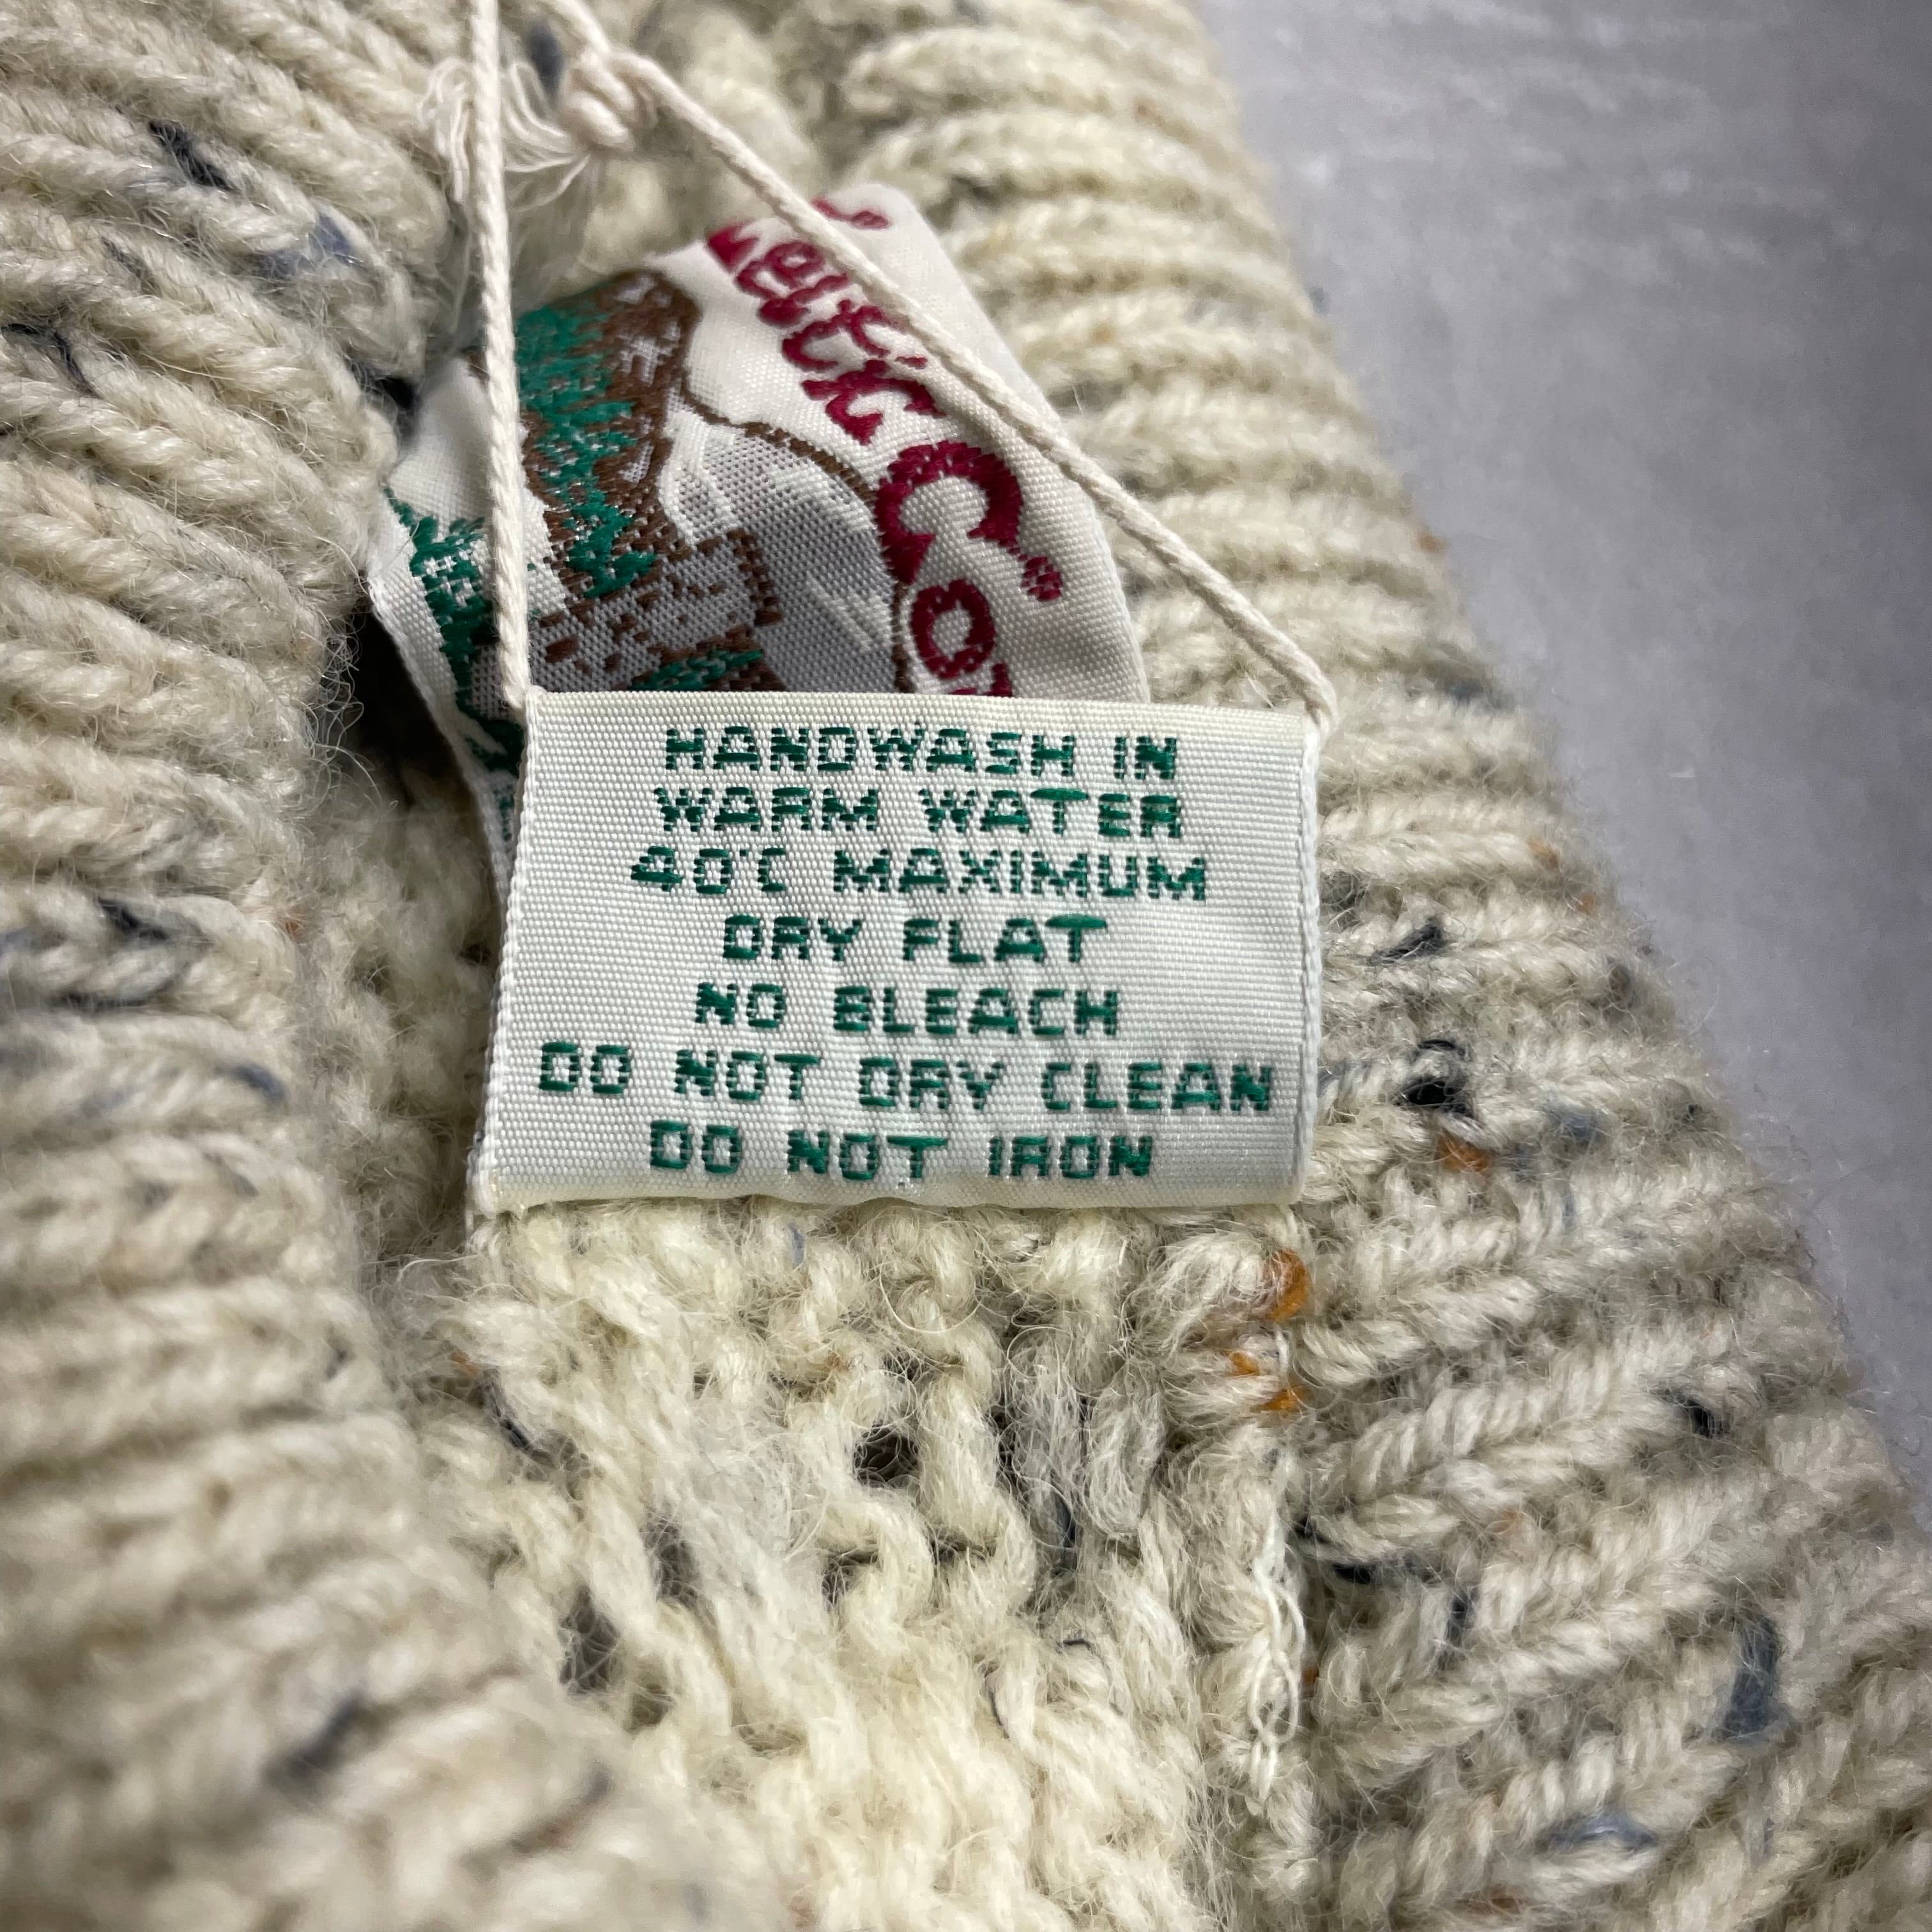 HANDWASH IN
WARM WATER
40°C MAXIMUM
DRY FLAT
NO BLEACH
DO NOT DRY CLEAN
DO NOT IRON